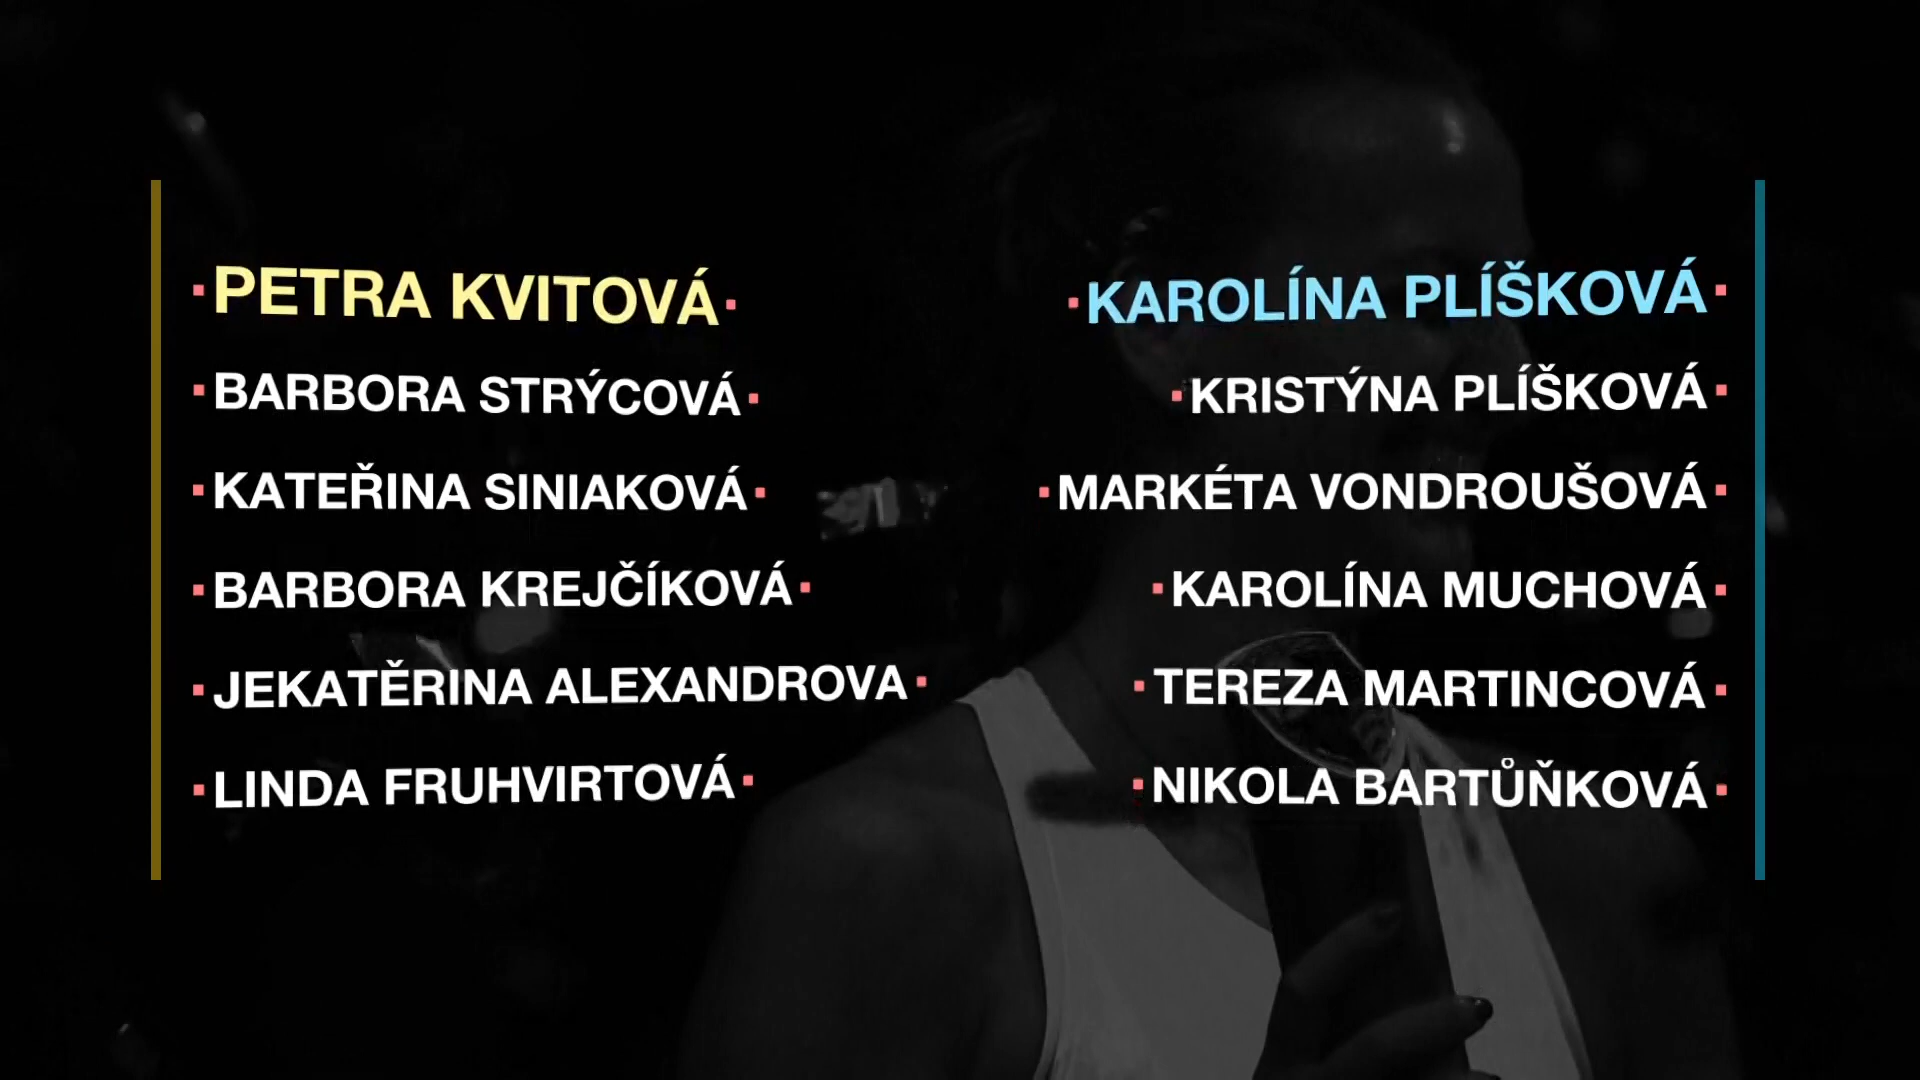 PETRA KVITOVÁ
BARBORA STRÝCOVÁ
KATEŘINA SINIAKOVÁ
BARBORA KREJČÍKOVÁ
JEKATĚRINA ALEXANDROVA
LINDA FRUHVIRTOVÁ
KAROLÍNA PLÍŠKOVÁ
KRISTÝNA PLÍŠKOVÁ
MARKÉTA VONDROUŠOVÁ
KAROLÍNA MUCHOVÁ
TEREZA MARTINCOVÁ
NIKOLA BARTŮŇKOVÁ